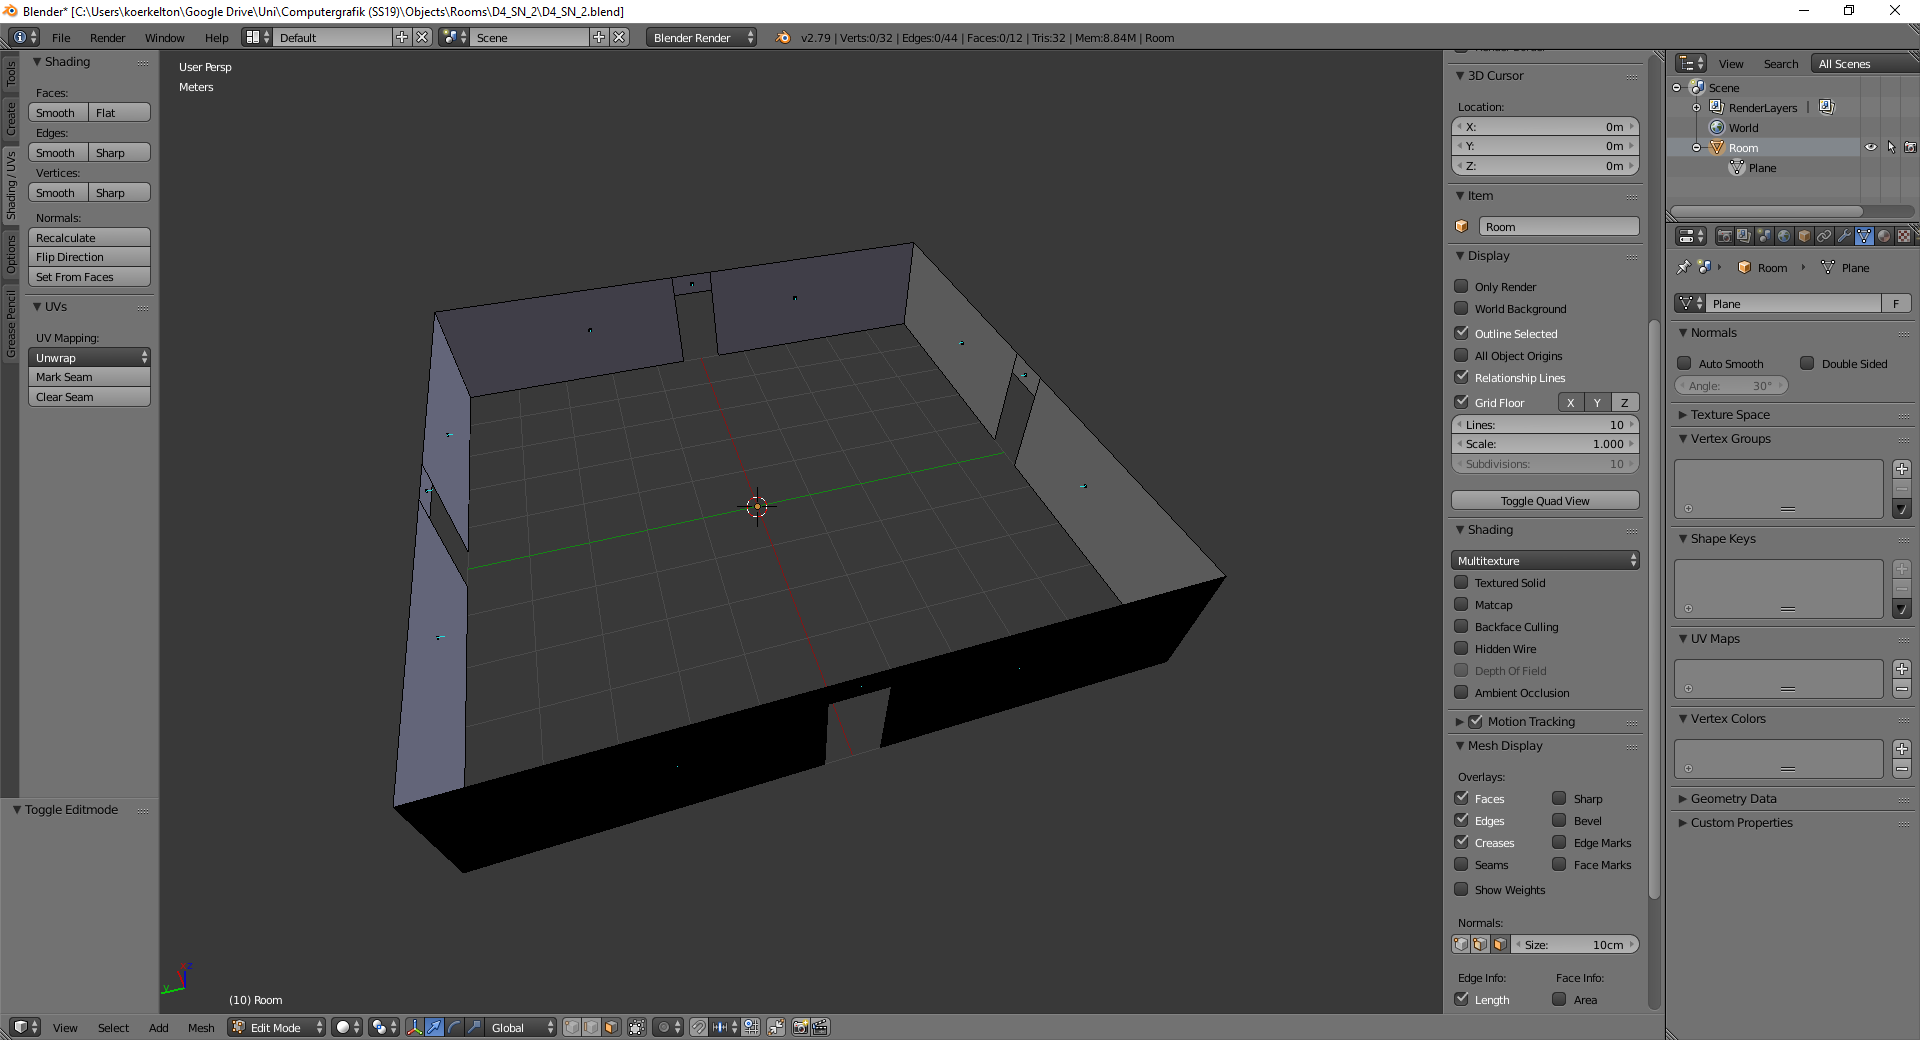 Blender* [C:\Users\koerkelton\Google Drive\Uni\Computergrafik (SS19)\Objects\Rooms\D4_SN_2\D4_SN_2.blend]
File Render Window Help Default Scene Blender Render v2.79 | Verts:0/32 | Edges:0/44 | Faces:0/12 | Tris:32 | Mem:8.84M | Room
Tools
Create
Shading / UVs
Options
Grease Pencil
Shading
Faces:
Smooth Flat
Edges:
Smooth Sharp
Vertices:
Smooth Sharp
Normals:
Recalculate
Flip Direction
Set From Faces
UVs
UV Mapping:
Unwrap
Mark Seam
Clear Seam
Toggle Editmode
User Persp
Meters
z
y
(10) Room
View Select Add Mesh Edit Mode Global
3D Cursor
Location:
X: 0m
Y: 0m
Z: 0m
Item
Room
Display
Only Render
World Background
Outline Selected
All Object Origins
Relationship Lines
Grid Floor X Y Z
Lines: 10
Scale: 1.000
Subdivisions: 10
Toggle Quad View
Shading
Multitexture
Textured Solid
Matcap
Backface Culling
Hidden Wire
Depth Of Field
Ambient Occlusion
Motion Tracking
Mesh Display
Overlays:
Faces Sharp
Edges Bevel
Creases Edge Marks
Seams Face Marks
Show Weights
Normals:
Size: 10cm
Edge Info: Face Info:
Length Area
View Search All Scenes
Scene
RenderLayers |
World
Room
Plane
Room Plane
Plane F
Normals
Auto Smooth Double Sided
Angle: 30°
Texture Space
Vertex Groups
Shape Keys
UV Maps
Vertex Colors
Geometry Data
Custom Properties